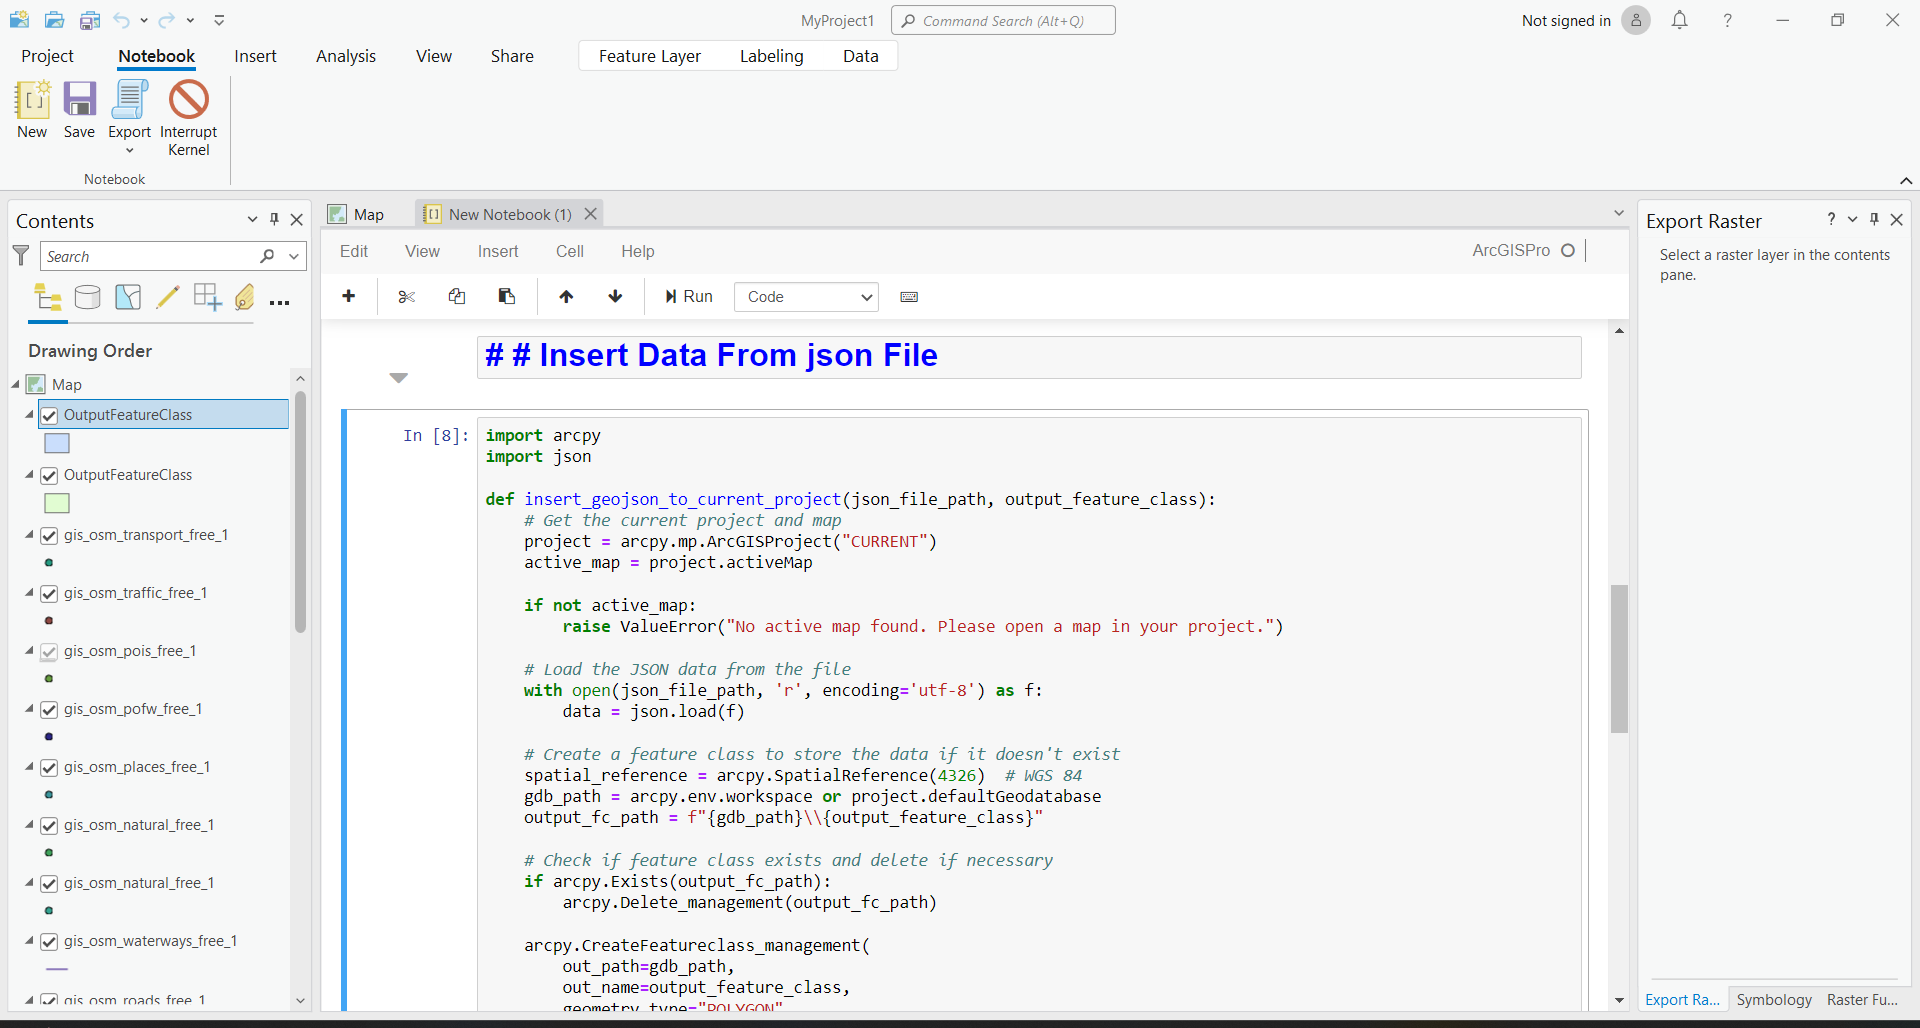 MyProject1
Command Search (Alt+Q)
Not signed in
?
Project
Notebook
Insert
Analysis
View
Share
Feature Layer
Labeling
Data
New
Save
Export
Interrupt
Kernel
Notebook
Contents
Search
Drawing Order
Map
OutputFeatureClass
OutputFeatureClass
gis_osm_transport_free_1
gis_osm_traffic_free_1
gis_osm_pois_free_1
gis_osm_pofw_free_1
gis_osm_places_free_1
gis_osm_natural_free_1
gis_osm_natural_free_1
gis_osm_waterways_free_1
gis_osm_roads_free_1
Map
New Notebook (1)
Edit
View
Insert
Cell
Help
ArcGISPro
Run
Code
# # Insert Data From json File
In [8]:
import arcpy
import json
def insert_geojson_to_current_project(json_file_path, output_feature_class):
# Get the current project and map
project = arcpy.mp.ArcGISProject("CURRENT")
active_map = project.activeMap
if not active_map:
raise ValueError("No active map found. Please open a map in your project.")
# Load the JSON data from the file
with open(json_file_path, 'r', encoding='utf-8') as f:
data = json.load(f)
# Create a feature class to store the data if it doesn't exist
spatial_reference = arcpy.SpatialReference(4326)  # WGS 84
gdb_path = arcpy.env.workspace or project.defaultGeodatabase
output_fc_path = f"{gdb_path}\\{output_feature_class}"
# Check if feature class exists and delete if necessary
if arcpy.Exists(output_fc_path):
arcpy.Delete_management(output_fc_path)
arcpy.CreateFeatureclass_management(
out_path=gdb_path,
out_name=output_feature_class,
geometry_type="POLYGON"
Export Raster
?
Select a raster layer in the contents
pane.
Export Ra...
Symbology
Raster Fu...